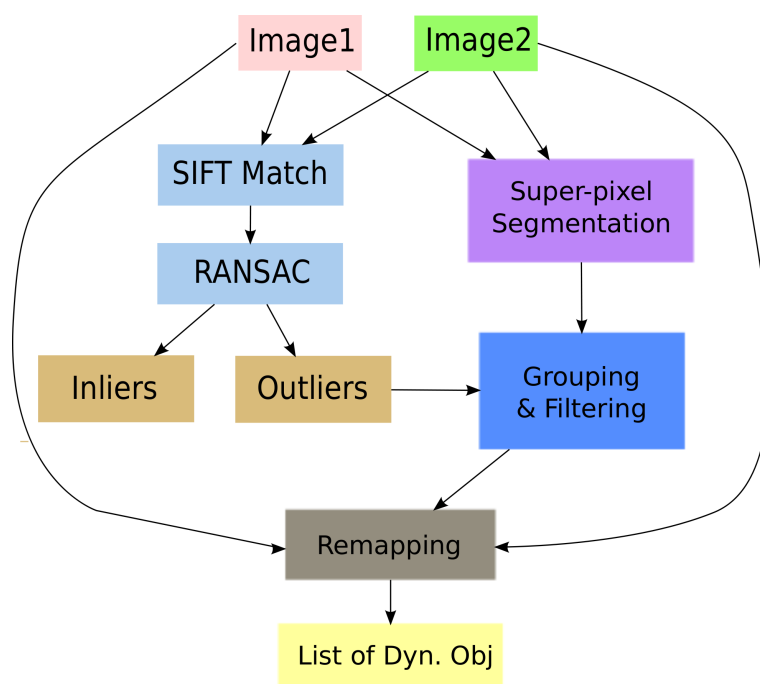 Image1
Image2
SIFT Match
Super-pixel
Segmentation
RANSAC
Inliers
Outliers
Grouping
& Filtering
Remapping
List of Dyn. Obj